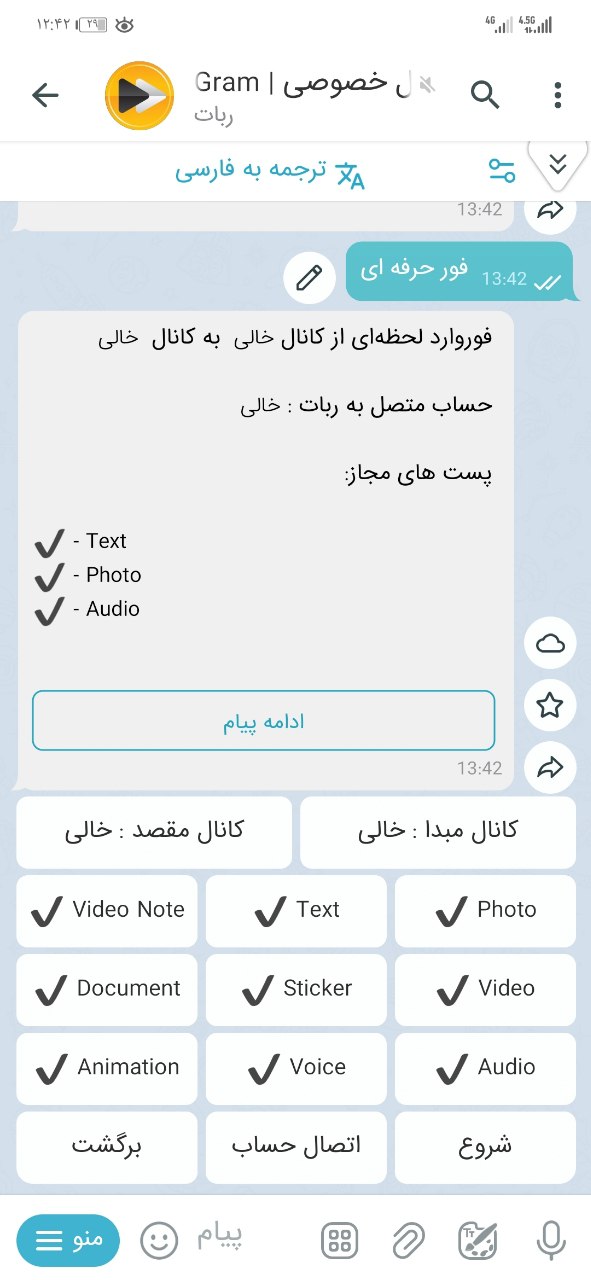 ۱۲:۴۲ ۲۹ 4G 4.5G
ل خصوصی | Gram
ربات
ترجمه به فارسی
13:42
فور حرفه ای 13:42
فوروارد لحظه‌ای از کانال خالی به کانال خالی
حساب متصل به ربات : خالی
پست های مجاز:
✔ - Text
✔ - Photo
✔ - Audio
ادامه پیام
13:42
کانال مبدا : خالی کانال مقصد : خالی
✔ Video Note ✔ Text ✔ Photo
✔ Document ✔ Sticker ✔ Video
✔ Animation ✔ Voice ✔ Audio
شروع اتصال حساب برگشت
منو پیام